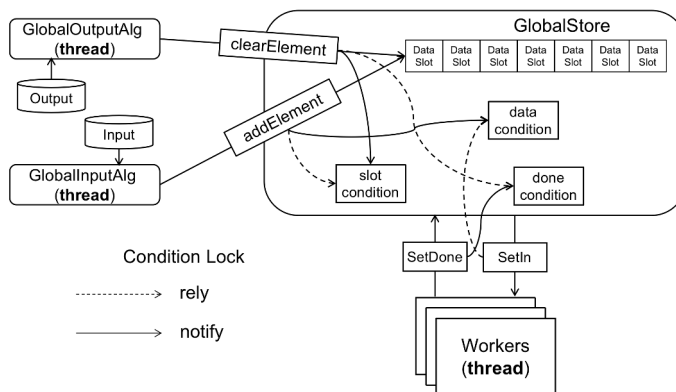 GlobalOutputAlg
(thread)
clearElement
GlobalStore
Data
Slot
Data
Slot
Data
Slot
Data
Slot
Data
Slot
Data
Slot
Data
Slot
Output
Input
addElement
data
condition
GlobalInputAlg
(thread)
slot
condition
done
condition
Condition Lock
SetDone
SetIn
rely
notify
Workers
(thread)